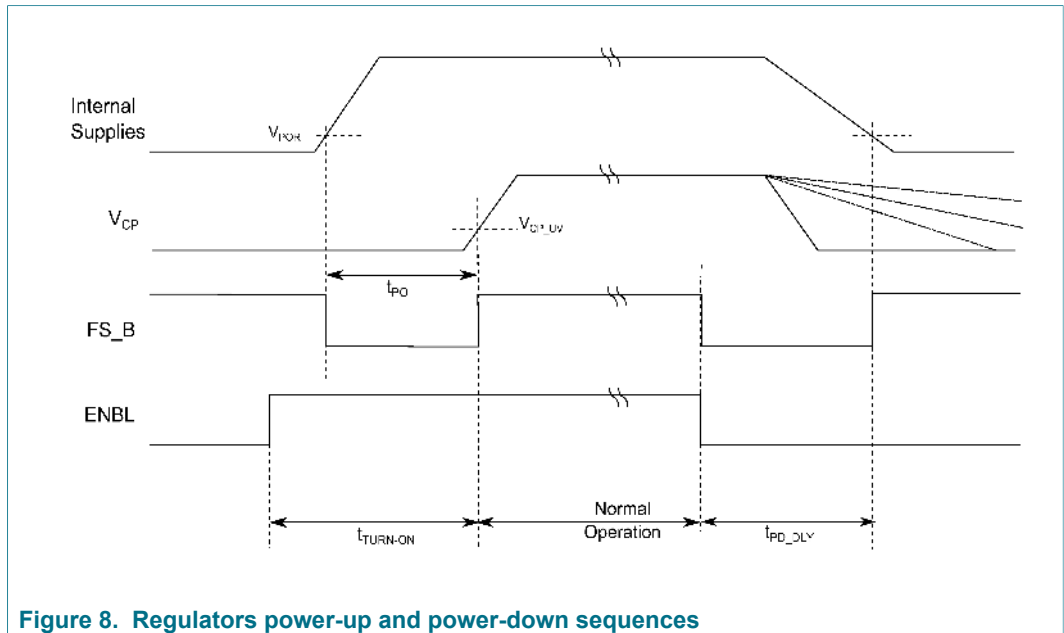 Internal
Supplies
VPOR
VCP
VCP_UV
tPO
FS_B
ENBL
tTURN-ON
Normal
Operation
tPD_DLY
Figure 8. Regulators power-up and power-down sequences